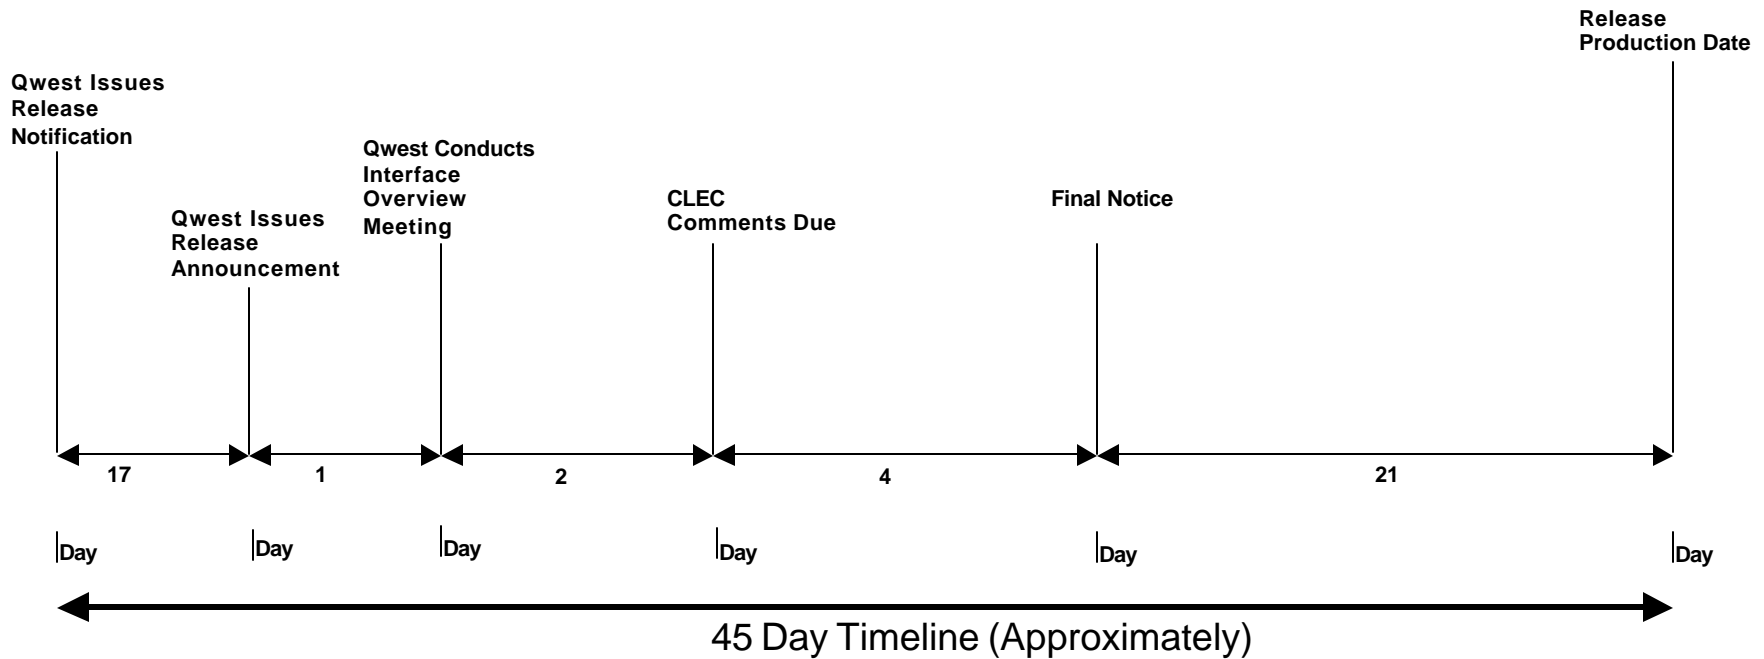 Release
Production Date
Qwest Issues
Release
Notification
Qwest Conducts
Interface
Overview
Meeting
CLEC
Comments Due
Final Notice
Qwest Issues
Release
Announcement
17
1
2
4
21
Day
Day
Day
Day
Day
Day
45 Day Timeline (Approximately)